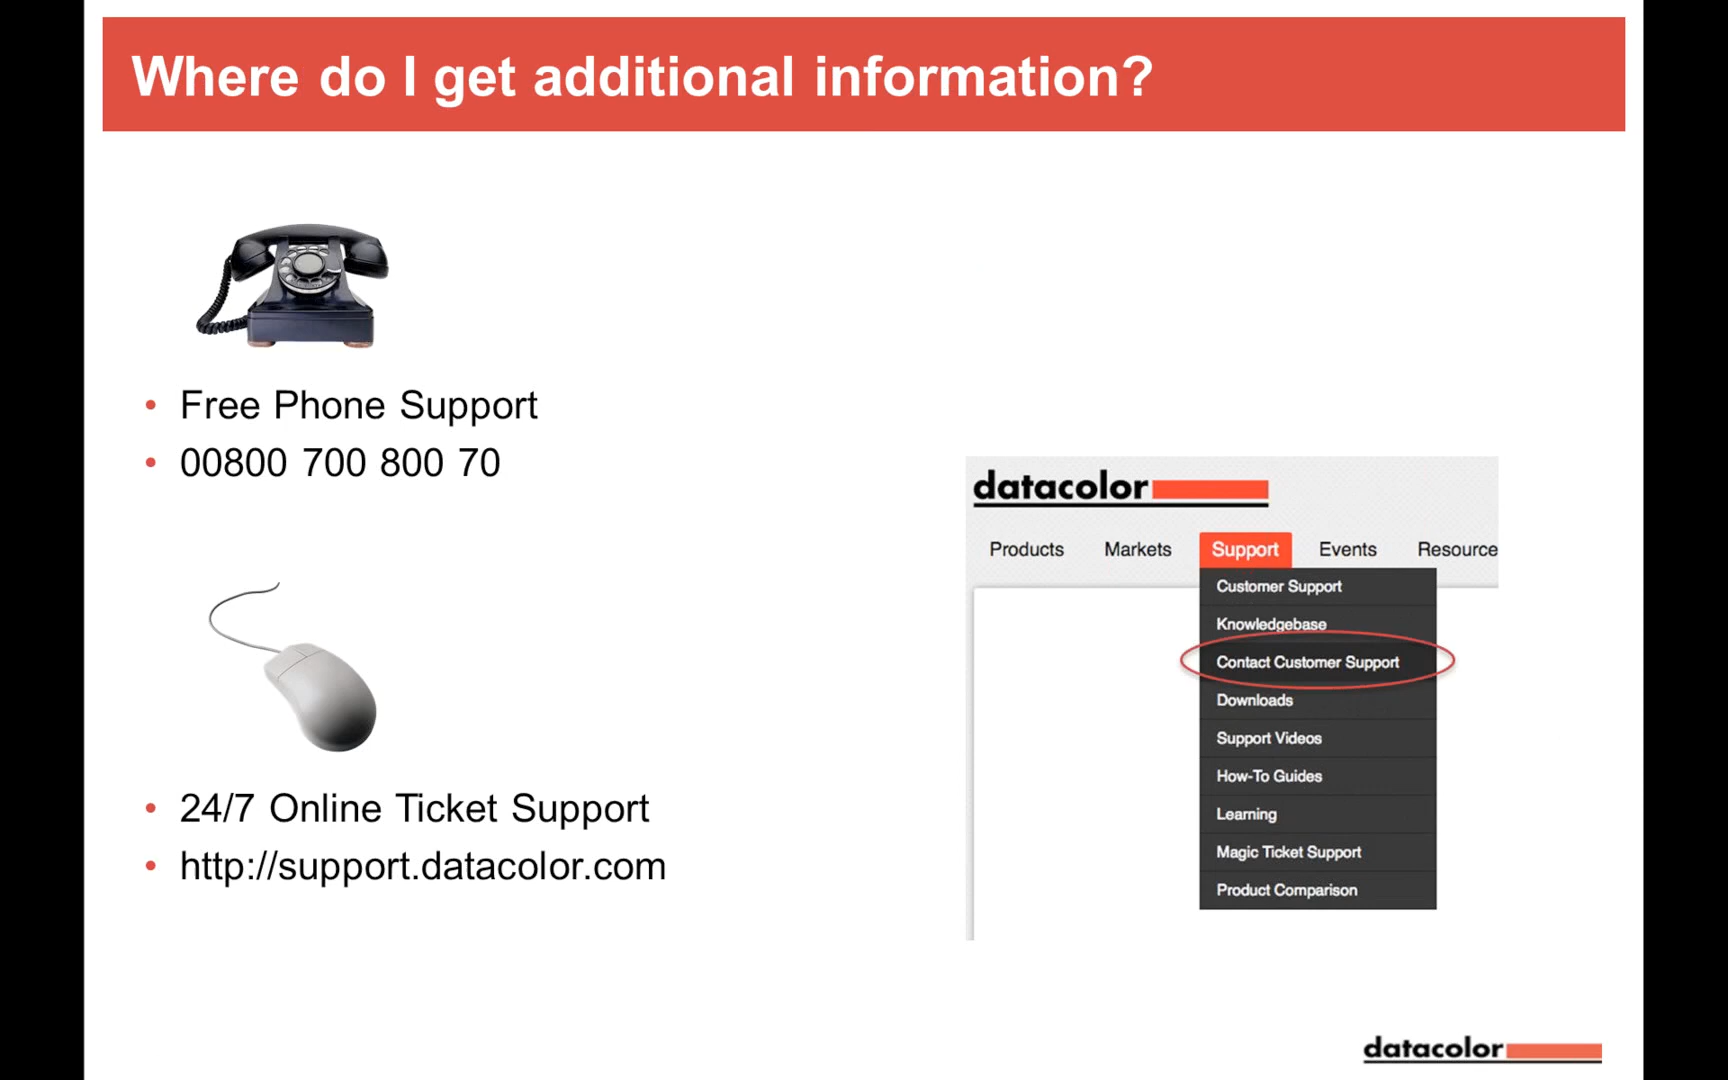 Where do I get additional information?
Free Phone Support
00800 700 800 70
24/7 Online Ticket Support
http://support.datacolor.com
datacolor
Products Markets Support Events Resource
Customer Support
Knowledgebase
Contact Customer Support
Downloads
Support Videos
How-To Guides
Learning
Magic Ticket Support
Product Comparison
datacolor